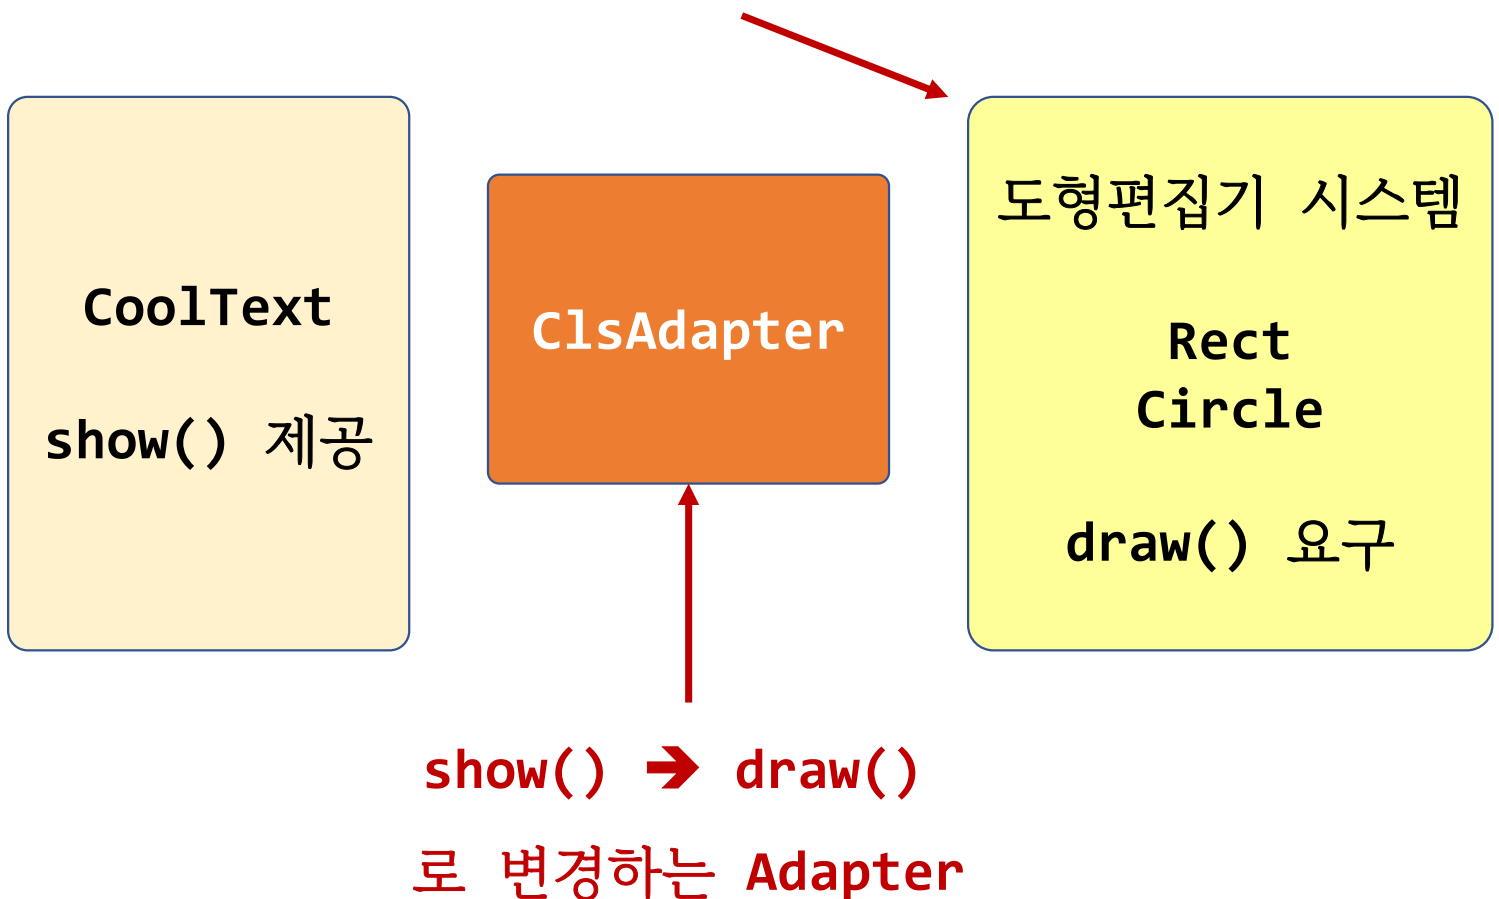 CoolText
show() 제공
ClsAdapter
도형편집기 시스템
Rect
Circle
draw() 요구
show() 🡺 draw()
로 변경하는 Adapter